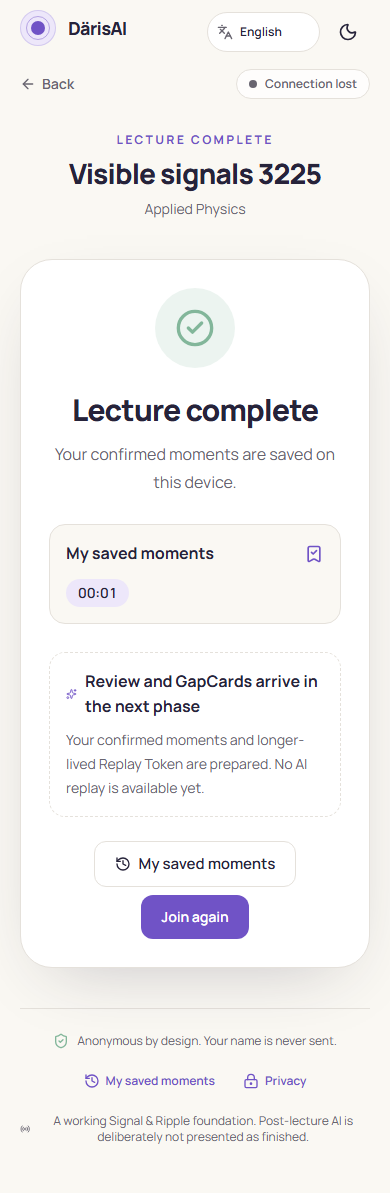 DärisAI
English
Back
Connection lost
LECTURE COMPLETE
Visible signals 3225
Applied Physics
Lecture complete
Your confirmed moments are saved on
this device.
My saved moments
00:01
Review and GapCards arrive in
the next phase
Your confirmed moments and longer-
lived Replay Token are prepared. No AI
replay is available yet.
My saved moments
Join again
Anonymous by design. Your name is never sent.
My saved moments
Privacy
A working Signal & Ripple foundation. Post-lecture AI is
deliberately not presented as finished.